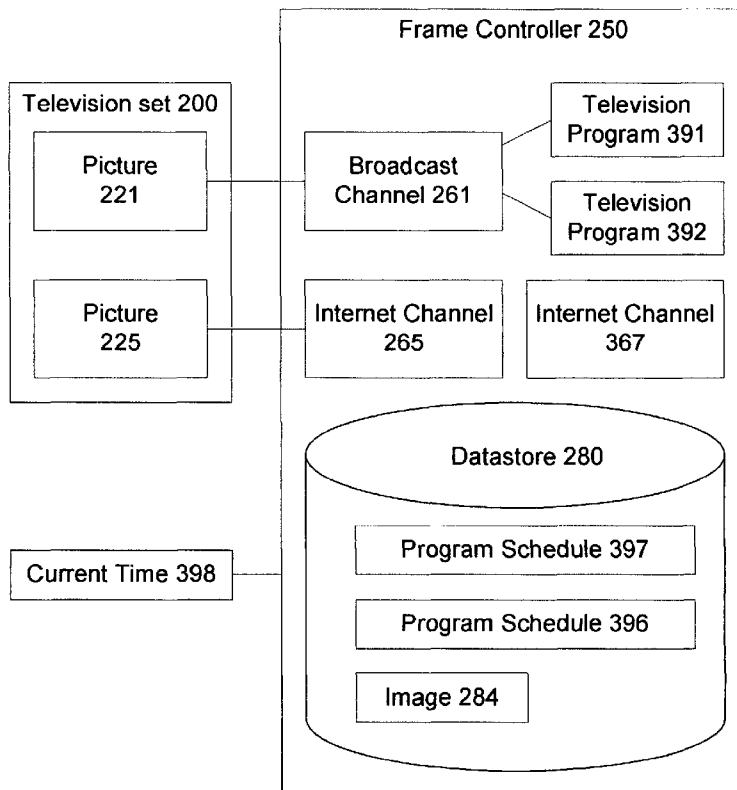 Frame Controller 250
Television set 200
Picture
221
Broadcast
Channel 261
Television
Program 391
Television
Program 392
Picture
225
Internet Channel
265
Internet Channel
367
Datastore 280
Program Schedule 397
Current Time 398
Program Schedule 396
Image 284